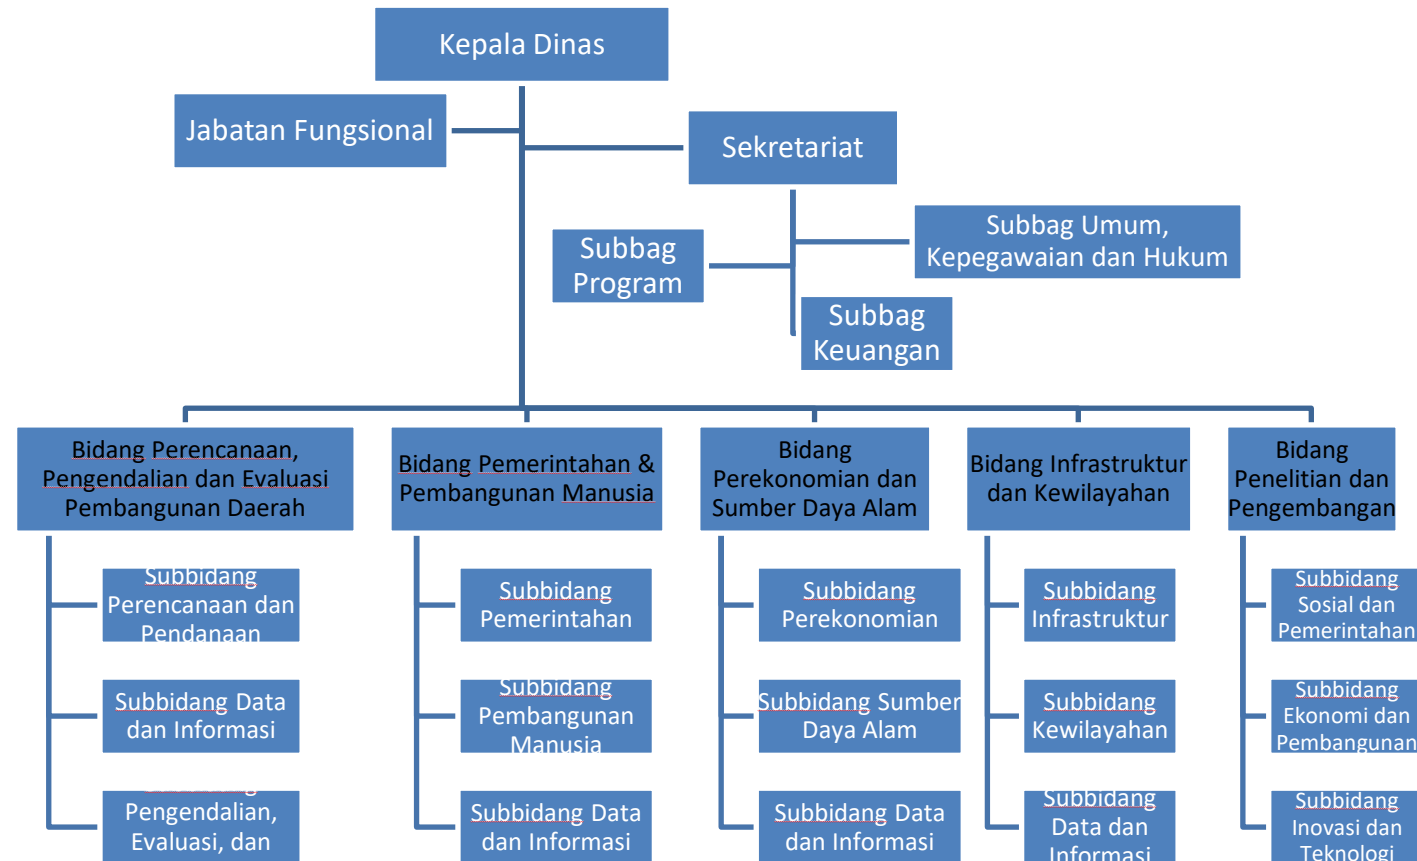 Kepala Dinas
Jabatan Fungsional
Sekretariat
Subbag Umum,
Kepegawaian dan Hukum
Subbag
Program
Subbag
Keuangan
Bidang Perencanaan,
Pengendalian dan Evaluasi
Pembangunan Daerah
Bidang Pemerintahan &
Pembangunan Manusia
Bidang
Perekonomian dan
Sumber Daya Alam
Bidang Infrastruktur
dan Kewilayahan
Bidang
Penelitian dan
Pengembangan
Subbidang
Perencanaan dan
Pendanaan
Subbidang Data
dan Informasi
Pengendalian,
Evaluasi, dan
Subbidang
Pemerintahan
Subbidang
Pembangunan
Manusia
Subbidang Data
dan Informasi
Subbidang
Perekonomian
Subbidang Sumber
Daya Alam
Subbidang Data
dan Informasi
Subbidang
Infrastruktur
Subbidang
Kewilayahan
Subbidang
Data dan
Informasi
Subbidang
Sosial dan
Pemerintahan
Subbidang
Ekonomi dan
Pembangunan
Subbidang
Inovasi dan
Teknologi